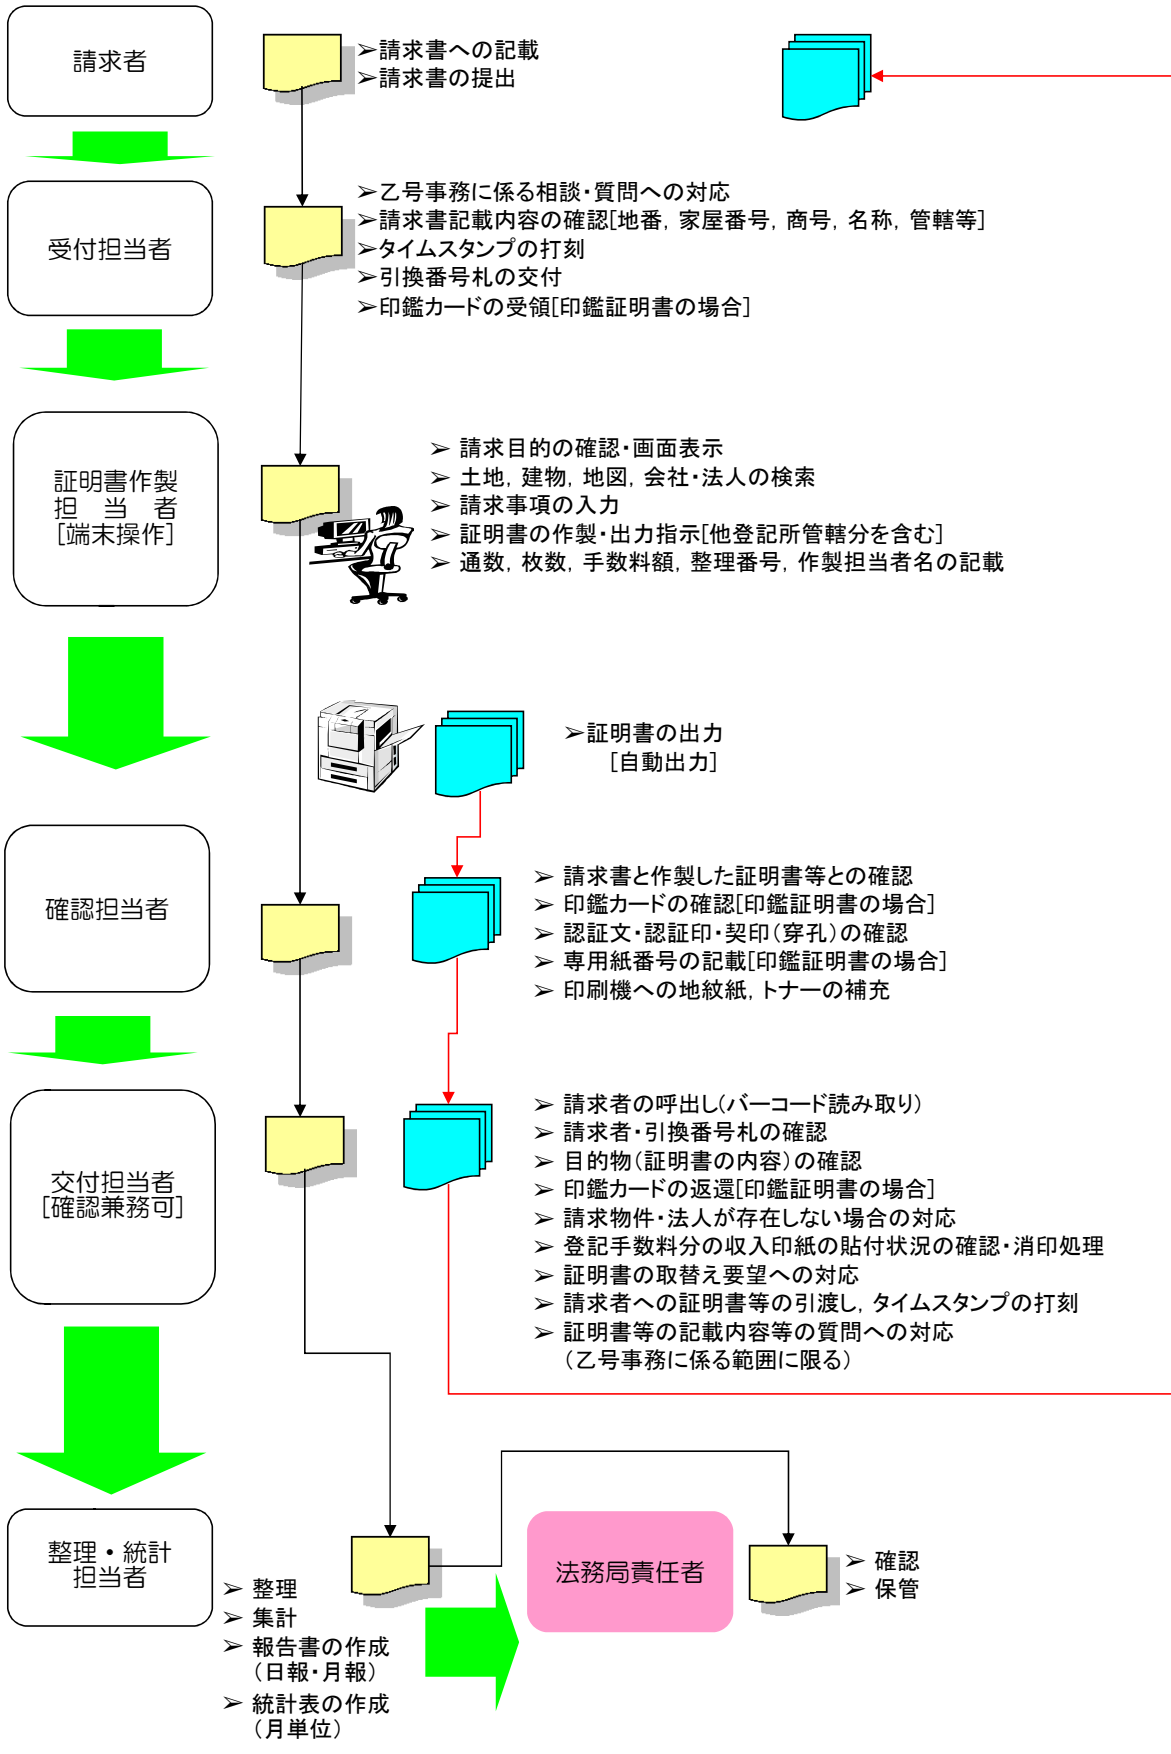 請求者
➢請求書への記載
➢請求書の提出
受付担当者
➢乙号事務に係る相談・質問への対応
➢請求書記載内容の確認[地番，家屋番号，商号，名称，管轄等]
➢タイムスタンプの打刻
➢引換番号札の交付
➢印鑑カードの受領[印鑑証明書の場合]
証明書作製
担　当　者
[端末操作]
➢ 請求目的の確認・画面表示
➢ 土地，建物，地図，会社・法人の検索
➢ 請求事項の入力
➢ 証明書の作製・出力指示[他登記所管轄分を含む]
➢ 通数，枚数，手数料額，整理番号，作製担当者名の記載
➢証明書の出力
[自動出力]
確認担当者
➢ 請求書と作製した証明書等との確認
➢ 印鑑カードの確認[印鑑証明書の場合]
➢ 認証文・認証印・契印（穿孔）の確認
➢ 専用紙番号の記載[印鑑証明書の場合]
➢ 印刷機への地紋紙，トナーの補充
交付担当者
[確認兼務可]
➢ 請求者の呼出し（バーコード読み取り）
➢ 請求者・引換番号札の確認
➢ 目的物（証明書の内容）の確認
➢ 印鑑カードの返還[印鑑証明書の場合]
➢ 請求物件・法人が存在しない場合の対応
➢ 登記手数料分の収入印紙の貼付状況の確認・消印処理
➢ 証明書の取替え要望への対応
➢ 請求者への証明書等の引渡し，タイムスタンプの打刻
➢ 証明書等の記載内容等の質問への対応
（乙号事務に係る範囲に限る）
整理・統計
担当者
➢ 整理
➢ 集計
➢ 報告書の作成
（日報・月報）
➢ 統計表の作成
（月単位）
法務局責任者
➢ 確認
➢ 保管